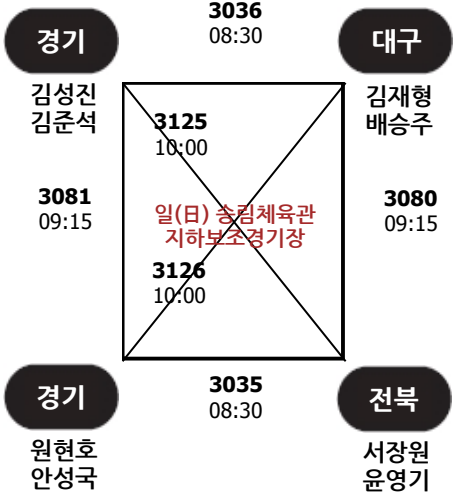 3036
08:30
경기
대구
김성진
김준석
김재형
배승주
3125
10:00
3081
09:15
3080
09:15
일(日) 송림체육관
지하보조경기장
3126
10:00
경기
3035
08:30
전북
원현호
안성국
서장원
윤영기